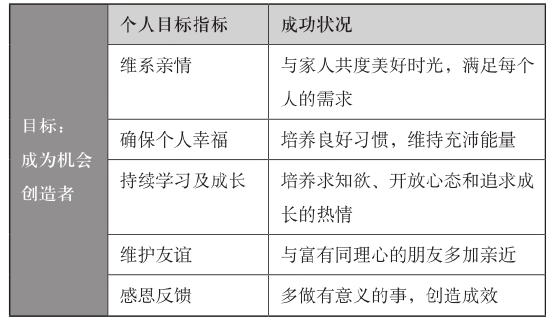 个人目标指标 成功状况
目标：
成为机会
创造者
维系亲情 与家人共度美好时光，满足每个
人的需求
确保个人幸福 培养良好习惯，维持充沛能量
持续学习及成长 培养求知欲、开放心态和追求成
长的热情
维护友谊 与富有同理心的朋友多加亲近
感恩反馈 多做有意义的事，创造成效